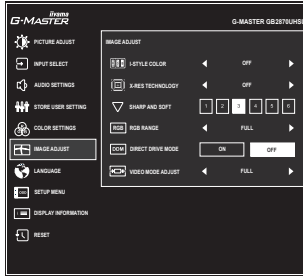 iiyama
G-MASTER
G-MASTER GB2870UHSU
PICTURE ADJUST
INPUT SELECT
AUDIO SETTINGS
STORE USER SETTING
COLOR SETTINGS
IMAGE ADJUST
LANGUAGE
OSD SETUP MENU
DISPLAY INFORMATION
RESET
IMAGE ADJUST
I-STYLE COLOR OFF
X-RES TECHNOLOGY OFF
SHARP AND SOFT 1 2 3 4 5 6
RGB RGB RANGE FULL
DDM DIRECT DRIVE MODE ON OFF
VIDEO MODE ADJUST FULL